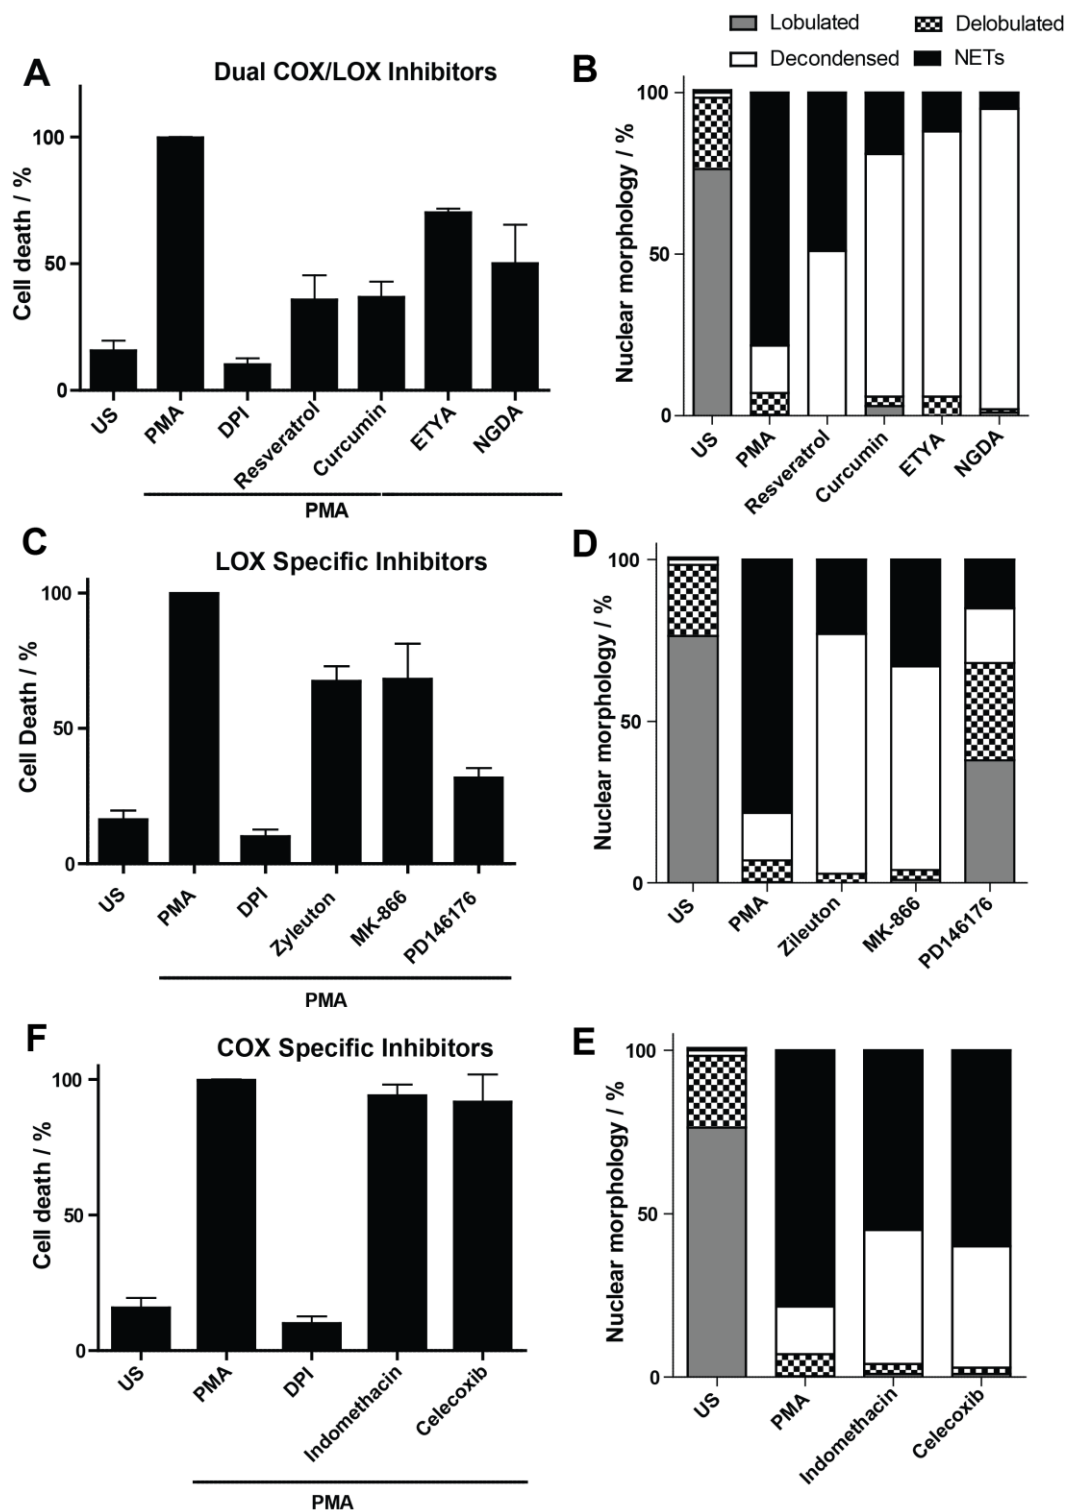 Lobulated Delobulated
Decondensed NETs
A Dual COX/LOX Inhibitors
Cell death / %
100
50
0
US PMA DPI Resveratrol Curcumin ETYA NGDA
PMA
B
Nuclear morphology / %
100
50
0
US PMA Resveratrol Curcumin ETYA NGDA
C LOX Specific Inhibitors
Cell Death / %
100
50
0
US PMA DPI Zyleuton MK-866 PD146176
PMA
D
Nuclear morphology / %
100
50
0
US PMA Zileuton MK-866 PD146176
F COX Specific Inhibitors
Cell death / %
100
50
0
US PMA DPI Indomethacin Celecoxib
PMA
E
Nuclear morphology / %
100
50
0
US PMA Indomethacin Celecoxib